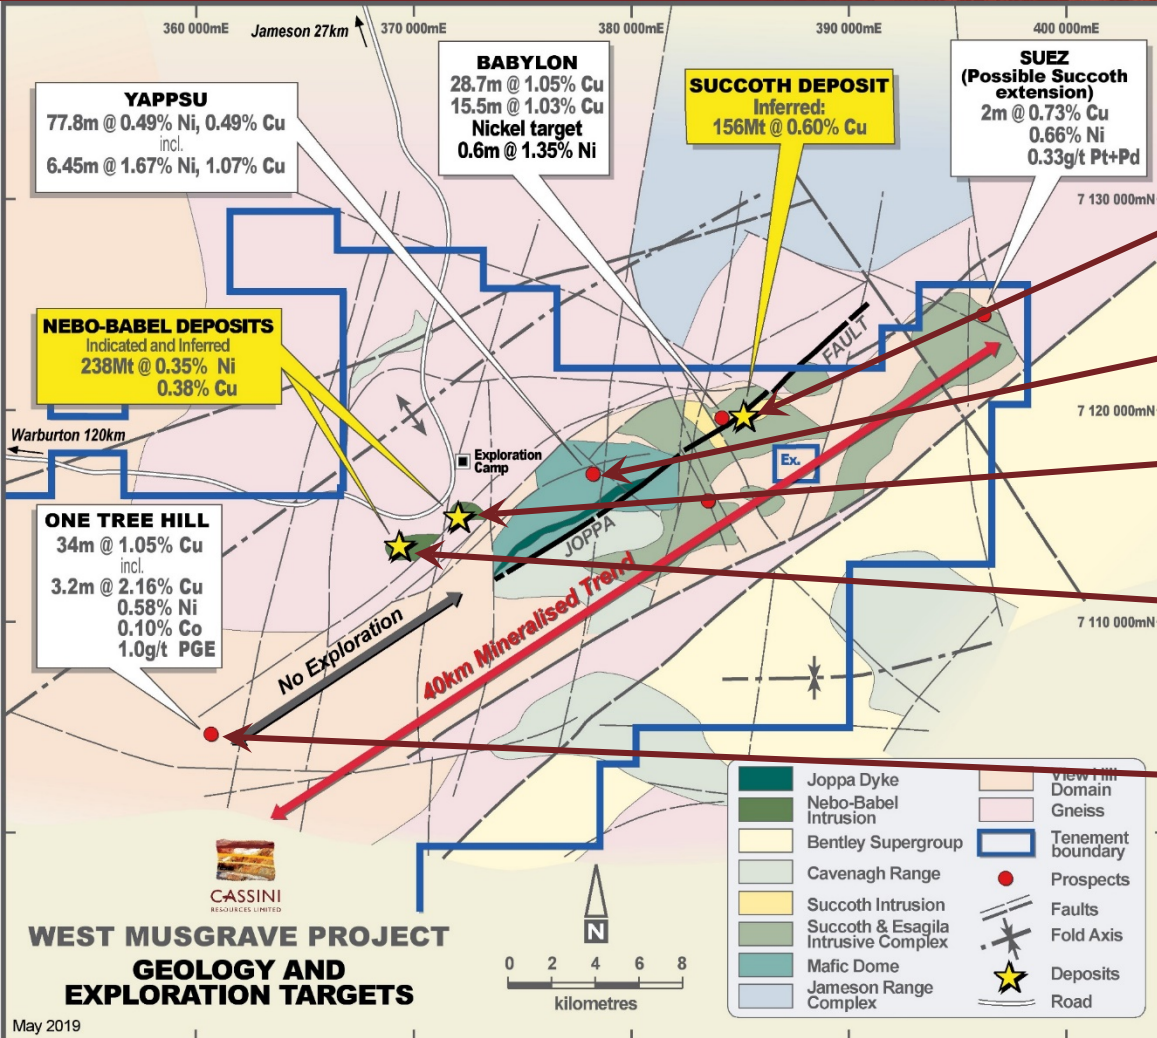 360 000mE
370 000mE
380 000mE
390 000mE
400 000mE
Jameson 27km
YAPPSU
77.8m @ 0.49% Ni, 0.49% Cu
incl.
6.45m @ 1.67% Ni, 1.07% Cu
BABYLON
28.7m @ 1.05% Cu
15.5m @ 1.03% Cu
Nickel target
0.6m @ 1.35% Ni
SUCCOTH DEPOSIT
Inferred:
156Mt @ 0.60% Cu
SUEZ
(Possible Succoth
extension)
2m @ 0.73% Cu
0.66% Ni
0.33g/t Pt+Pd
7 130 000mN
NEBO-BABEL DEPOSITS
Indicated and Inferred
238Mt @ 0.35% Ni
0.38% Cu
FAULT
7 120 000mN
Warburton 120km
Exploration
Camp
Ex.
ONE TREE HILL
34m @ 1.05% Cu
incl.
3.2m @ 2.16% Cu
0.58% Ni
0.10% Co
1.0g/t PGE
JOPPA
7 110 000mN
No Exploration
40km Mineralised Trend
Joppa Dyke
Nebo-Babel
Intrusion
Bentley Supergroup
Cavenagh Range
Succoth Intrusion
Succoth & Esagila
Intrusive Complex
Mafic Dome
Jameson Range
Complex
View Hill
Domain
Gneiss
Tenement
boundary
Prospects
Faults
Fold Axis
Deposits
Road
CASSINI
RESOURCES LIMITED
WEST MUSGRAVE PROJECT
GEOLOGY AND
EXPLORATION TARGETS
N
0 2 4 6 8
kilometres
May 2019